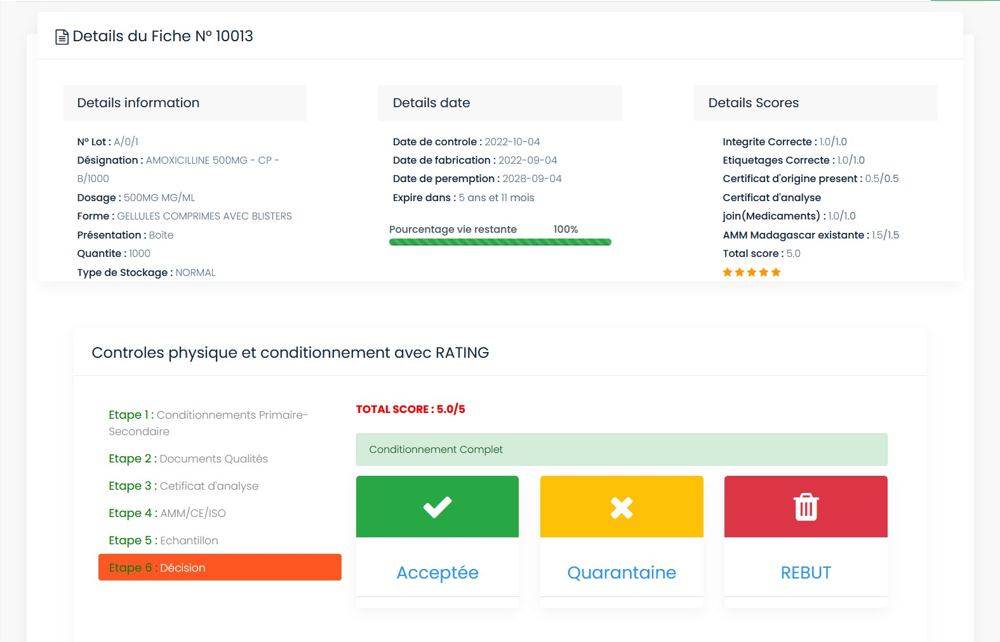 Details du Fiche N° 10013
Details information
N° Lot : A/0/1
Désignation : AMOXICILLINE 500MG - CP -
B/1000
Dosage : 500MG MG/ML
Forme : GELLULES COMPRIMES AVEC BLISTERS
Présentation : Boîte
Quantite : 1000
Type de Stockage : NORMAL
Details date
Date de controle : 2022-10-04
Date de fabrication : 2022-09-04
Date de peremption : 2028-09-04
Expire dans : 5 ans et 11 mois
Pourcentage vie restante 100%
Details Scores
Integrite Correcte : 1.0/1.0
Etiquetages Correcte : 1.0/1.0
Certificat d'origine present : 0.5/0.5
Certificat d'analyse
join(Medicaments) : 1.0/1.0
AMM Madagascar existante : 1.5/1.5
Total score : 5.0
Controles physique et conditionnement avec RATING
Etape 1 : Conditionnements Primaire-
Secondaire
Etape 2 : Documents Qualités
Etape 3 : Cetificat d'analyse
Etape 4 : AMM/CE/ISO
Etape 5 : Echantillon
Etape 6 : Décision
TOTAL SCORE : 5.0/5
Conditionnement Complet
Acceptée
Quarantaine
REBUT